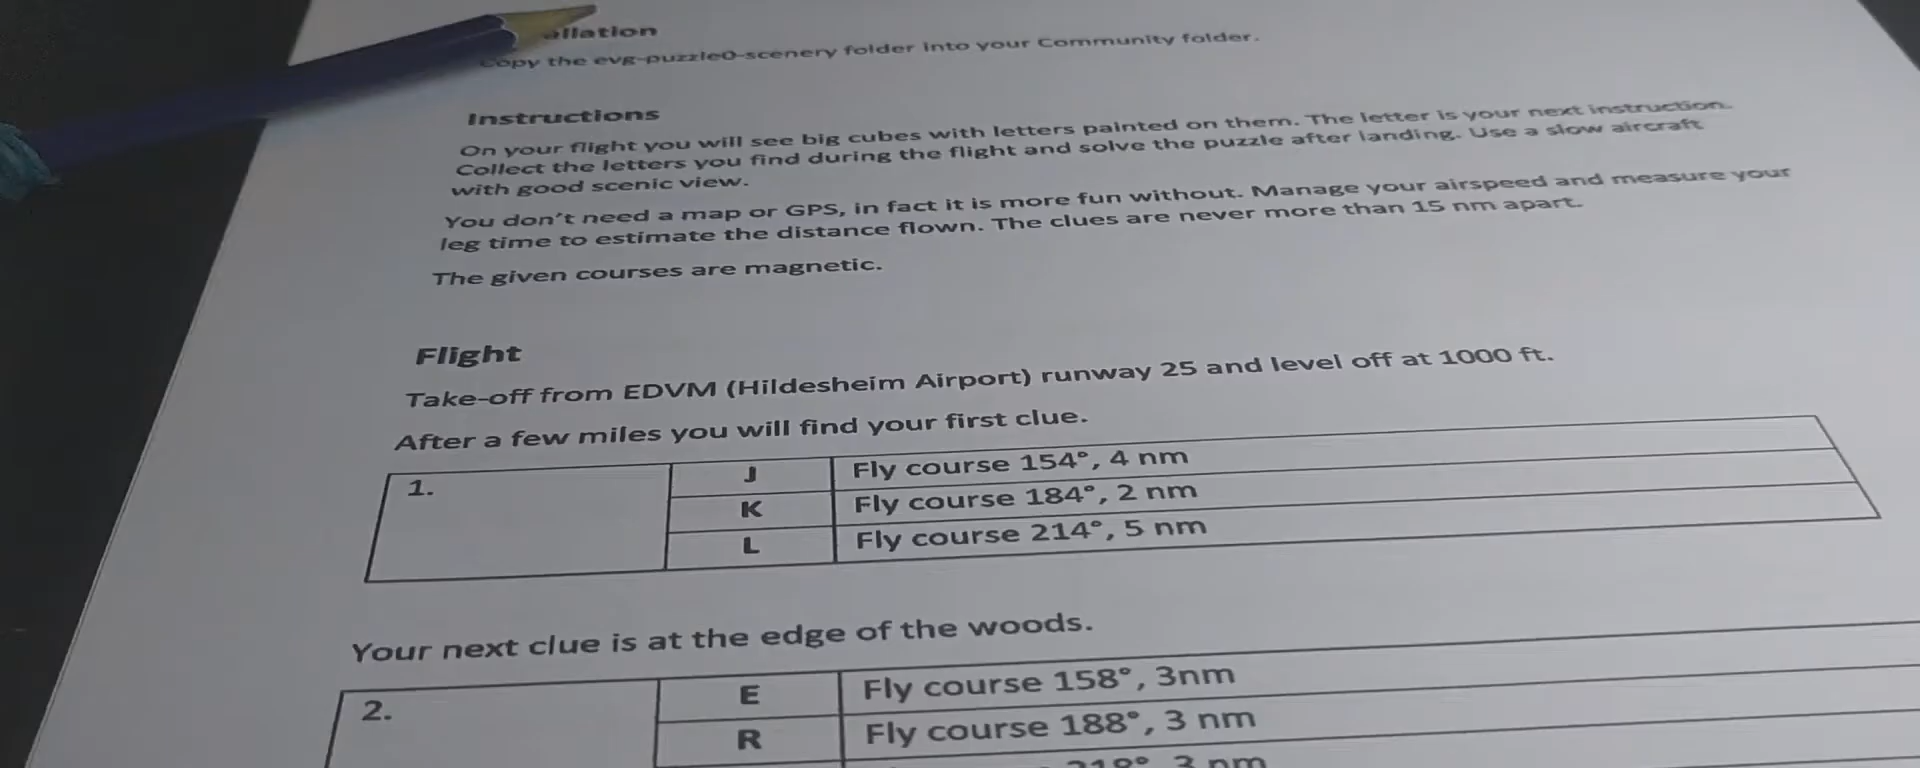 allation
Copy the evg-puzzle0-scenery folder into your Community folder.
Instructions
On your flight you will see big cubes with letters painted on them. The letter is your next instruction.
Collect the letters you find during the flight and solve the puzzle after landing. Use a slow aircraft
with good scenic view.
You don't need a map or GPS, in fact it is more fun without. Manage your airspeed and measure your
leg time to estimate the distance flown. The clues are never more than 15 nm apart.
The given courses are magnetic.
Flight
Take-off from EDVM (Hildesheim Airport) runway 25 and level off at 1000 ft.
After a few miles you will find your first clue.
1. J Fly course 154°, 4 nm
K Fly course 184°, 2 nm
L Fly course 214°, 5 nm
Your next clue is at the edge of the woods.
2. E Fly course 158°, 3nm
R Fly course 188°, 3 nm
218°, 3 nm